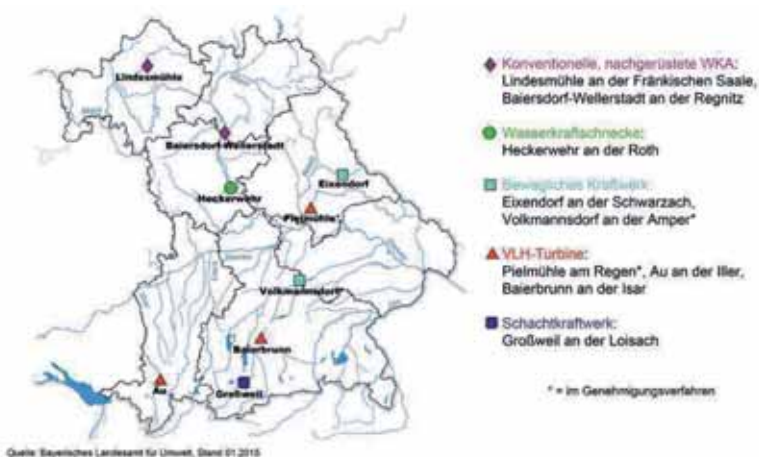 Lindesmühle
Baiersdorf-Wellerstadt
Heckerwehr
Eixendorf
Pielmühle*
Volkmannsdorf*
Baierbrunn
Au
Großweil
Konventionelle, nachgerüstete WKA:
Lindesmühle an der Fränkischen Saale,
Baiersdorf-Wellerstadt an der Regnitz
Wasserkraftschnecke:
Heckerwehr an der Roth
Bewegliches Kraftwerk:
Eixendorf an der Schwarzach,
Volkmannsdorf an der Amper*
VLH-Turbine:
Pielmühle am Regen*, Au an der Iller,
Baierbrunn an der Isar
Schachtkraftwerk:
Großweil an der Loisach
* = im Genehmigungsverfahren
Quelle: Bayerisches Landesamt für Umwelt, Stand 01.2015